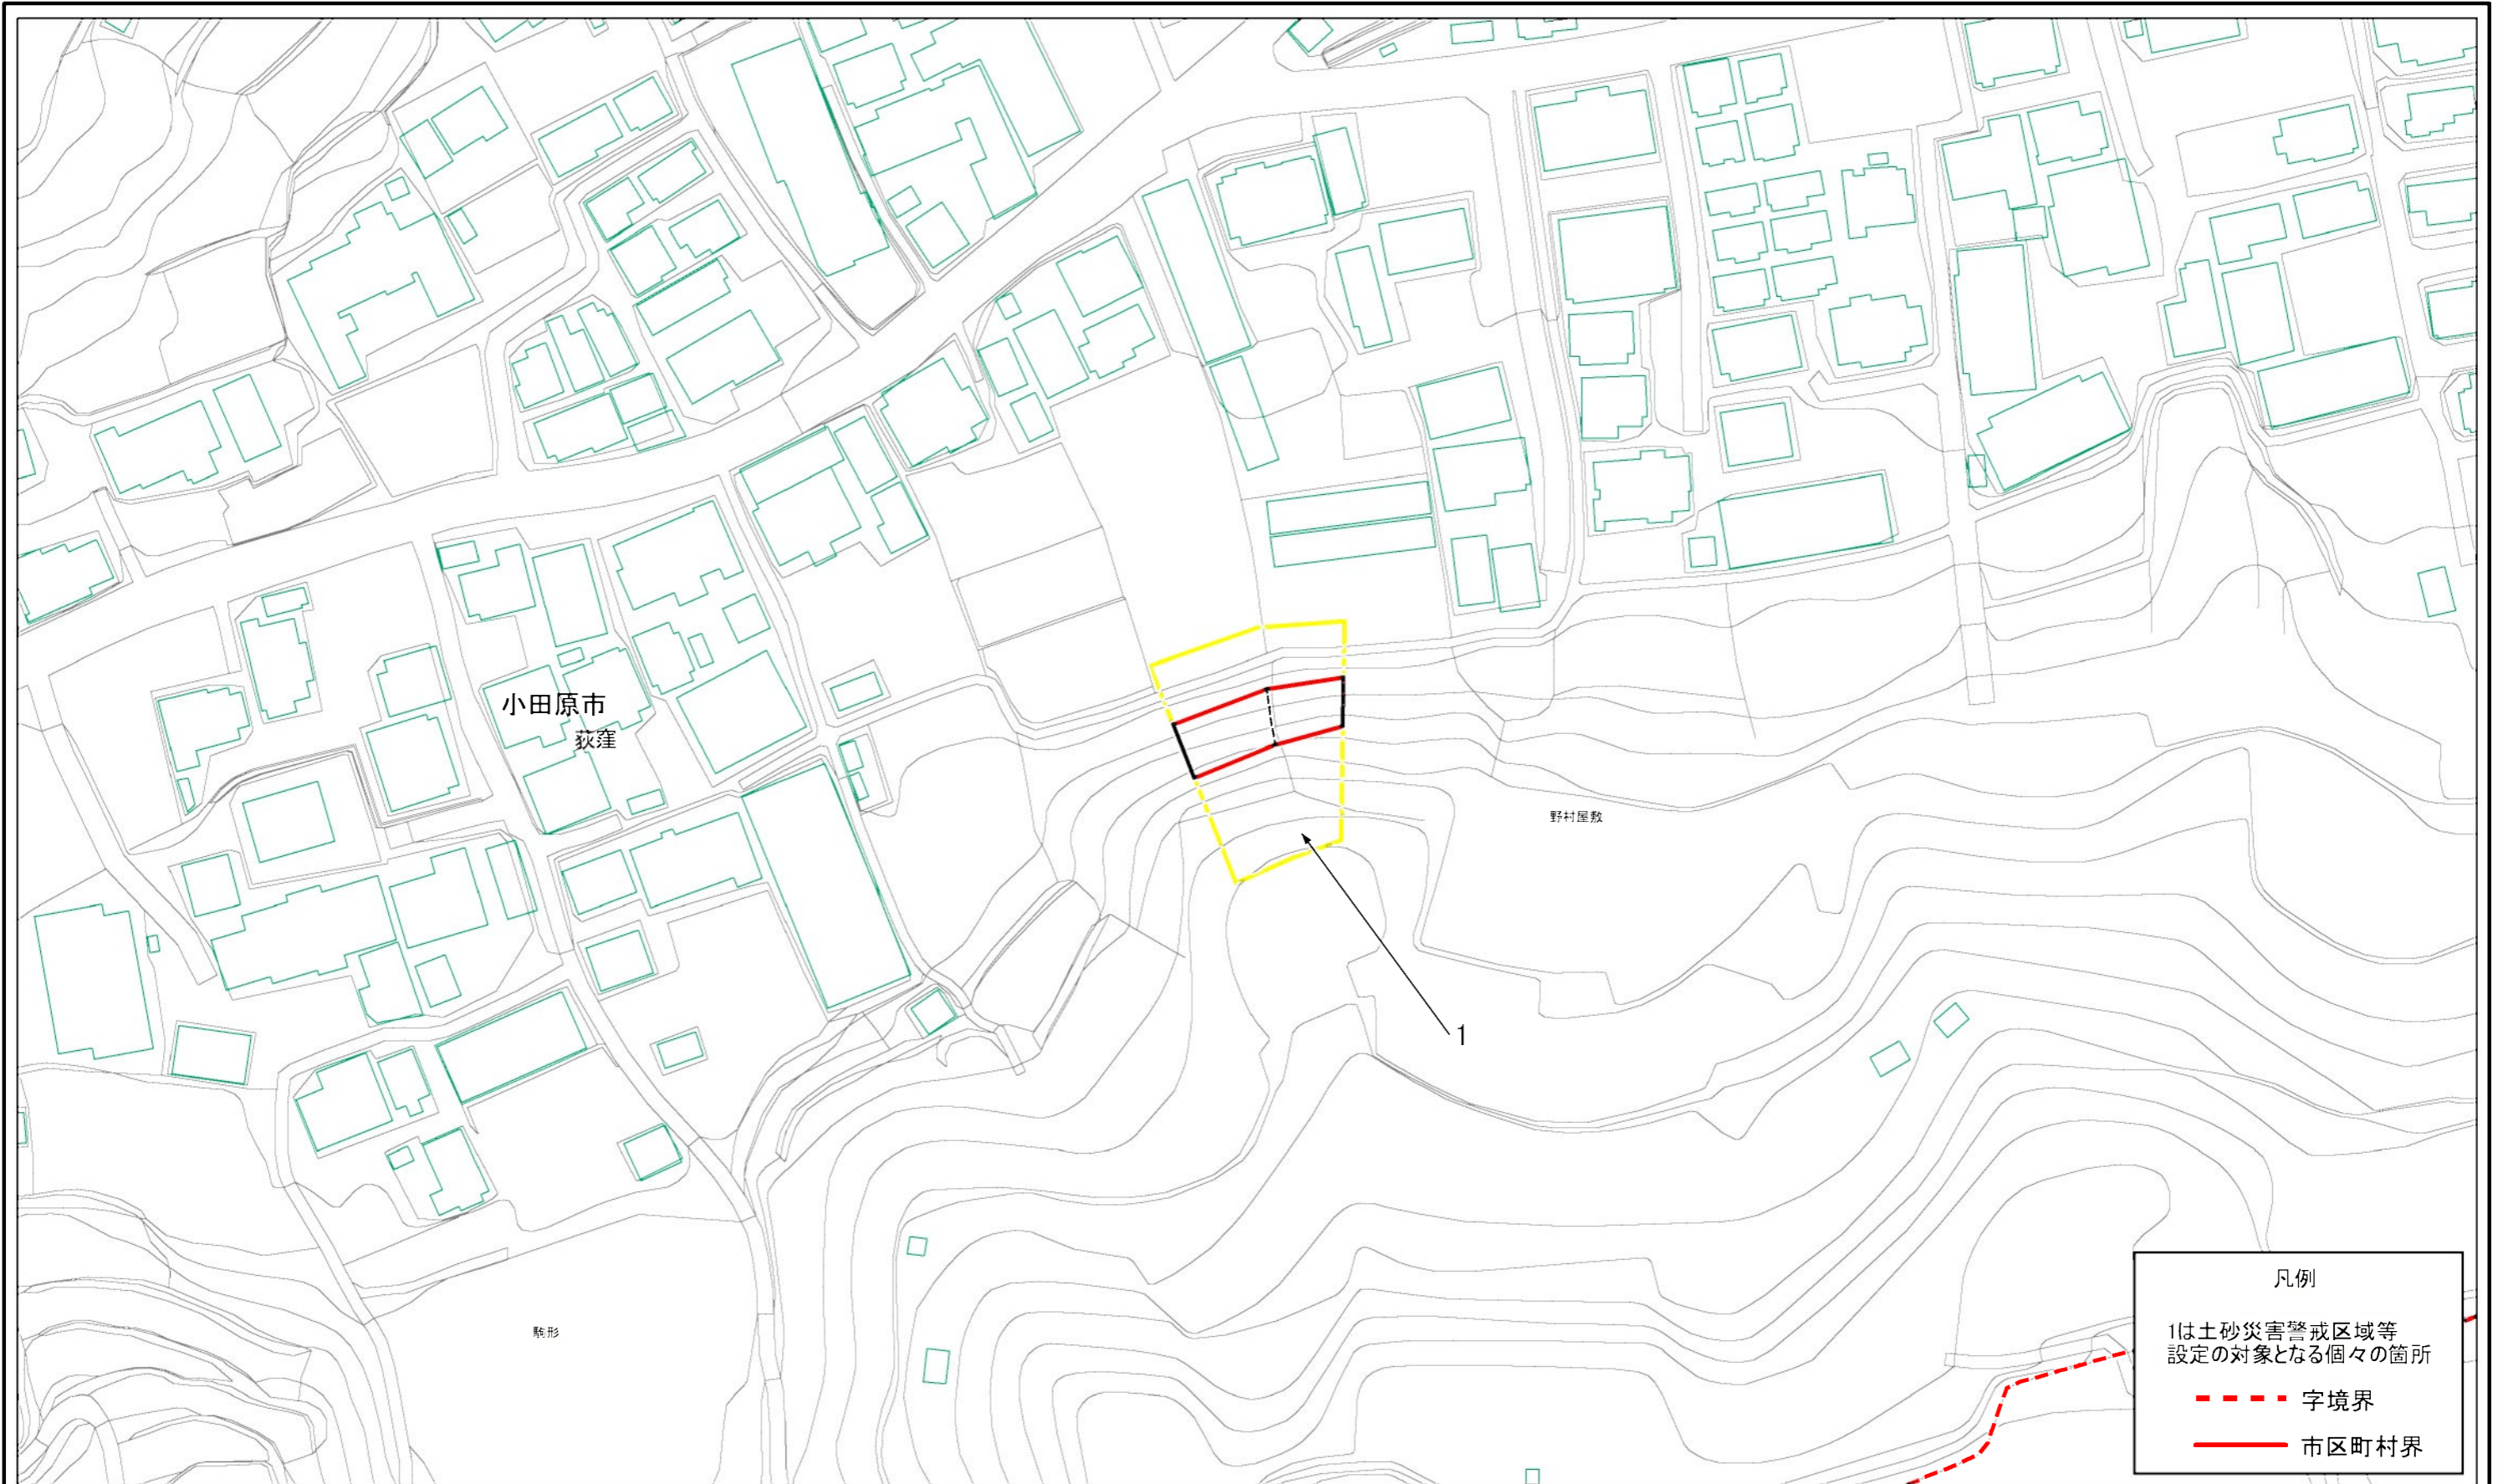 小田原市
荻窪
野村屋敷
1
駒形
凡例
1は土砂災害警戒区域等
設定の対象となる個々の箇所
字境界
市区町村界